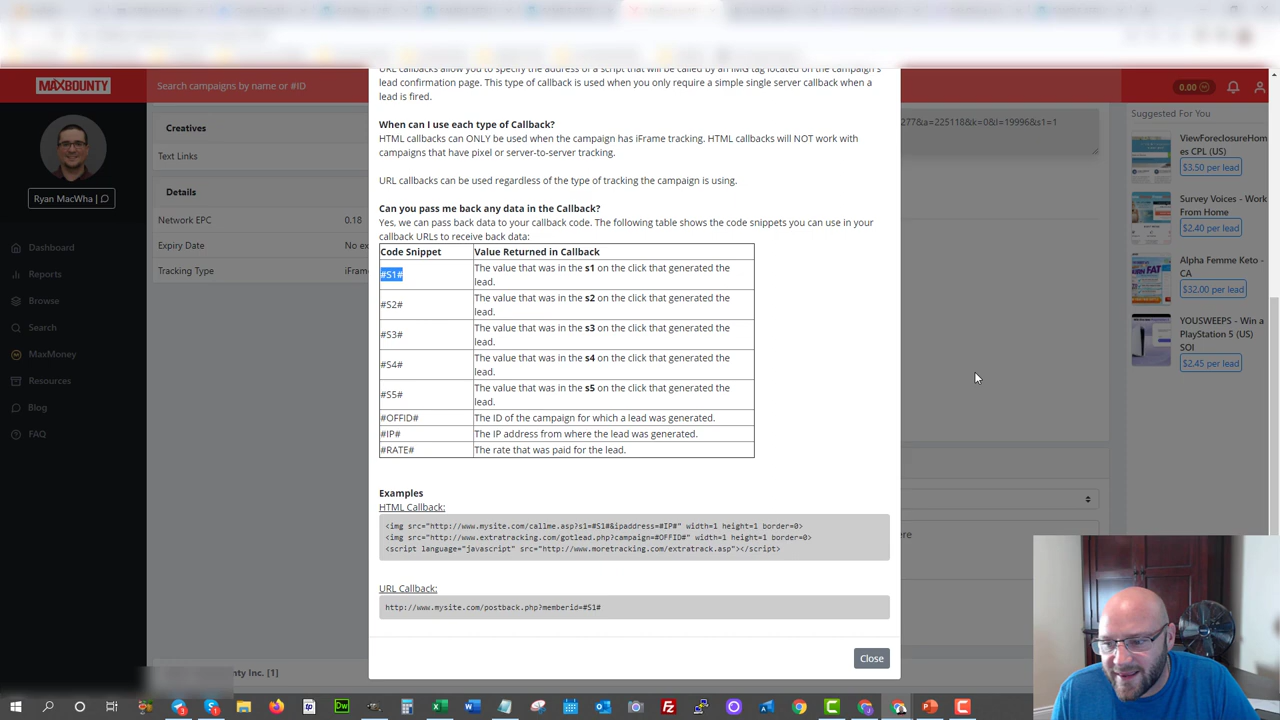 MAXBOUNTY
Search campaigns by name or #ID
0.00
Ryan MacWha |
Dashboard
Reports
Browse
Search
MaxMoney
Resources
Blog
FAQ
Creatives
Text Links
Details
Network EPC
0.18
Expiry Date
No ex
Tracking Type
iFrar
URL callbacks allow you to specify the address of a script that will be called by an IMG tag located on the campaign's
lead confirmation page. This type of callback is used when you only require a simple single server callback when a
lead is fired.
When can I use each type of Callback?
HTML callbacks can ONLY be used when the campaign has iFrame tracking. HTML callbacks will NOT work with
campaigns that have pixel or server-to-server tracking.
URL callbacks can be used regardless of the type of tracking the campaign is using.
Can you pass me back any data in the Callback?
Yes, we can pass back data to your callback code. The following table shows the code snippets you can use in your
callback URLs to receive back data:
Code Snippet
Value Returned in Callback
#S1#
The value that was in the s1 on the click that generated the
lead.
#S2#
The value that was in the s2 on the click that generated the
lead.
#S3#
The value that was in the s3 on the click that generated the
lead.
#S4#
The value that was in the s4 on the click that generated the
lead.
#S5#
The value that was in the s5 on the click that generated the
lead.
#OFFID#
The ID of the campaign for which a lead was generated.
#IP#
The IP address from where the lead was generated.
#RATE#
The rate that was paid for the lead.
Examples
HTML Callback:
<img src="http://www.mysite.com/callme.asp?s1=#S1#&ipaddress=#IP#" width=1 height=1 border=0>
<img src="http://www.extratracking.com/gotlead.php?campaign=#OFFID#" width=1 height=1 border=0>
<script language="javascript" src="http://www.moretracking.com/extratrack.asp"></script>
URL Callback:
http://www.mysite.com/postback.php?memberid=#S1#
Close
277&a=225118&k=0&l=19996&s1=1
ere
unty Inc. [1]
Suggested For You
ViewForeclosureHom
es CPL (US)
$3.50 per lead
Survey Voices - Work
From Home
$2.40 per lead
Alpha Femme Keto -
CA
$32.00 per lead
YOUSWEEPS - Win a
PlayStation 5 (US)
SOI
$2.45 per lead